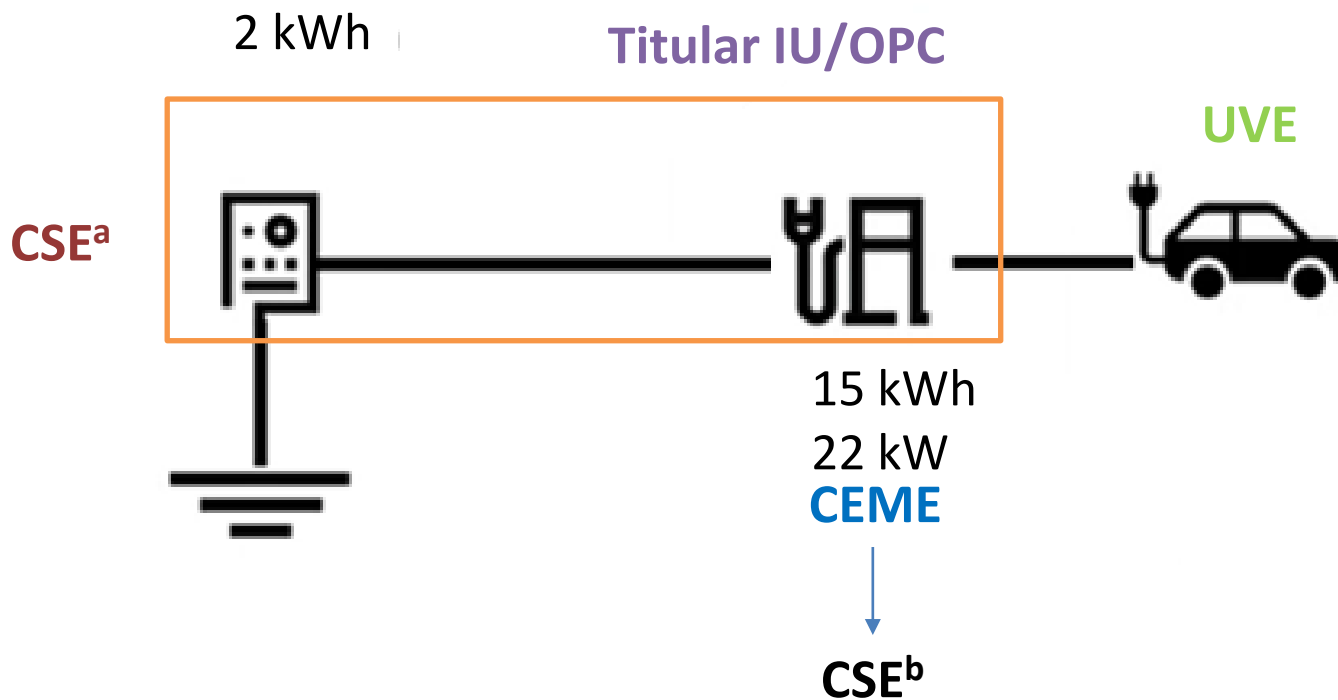 2 kWh
Titular IU/OPC
UVE
CSEᵃ
15 kWh
22 kW
CEME
CSEᵇ